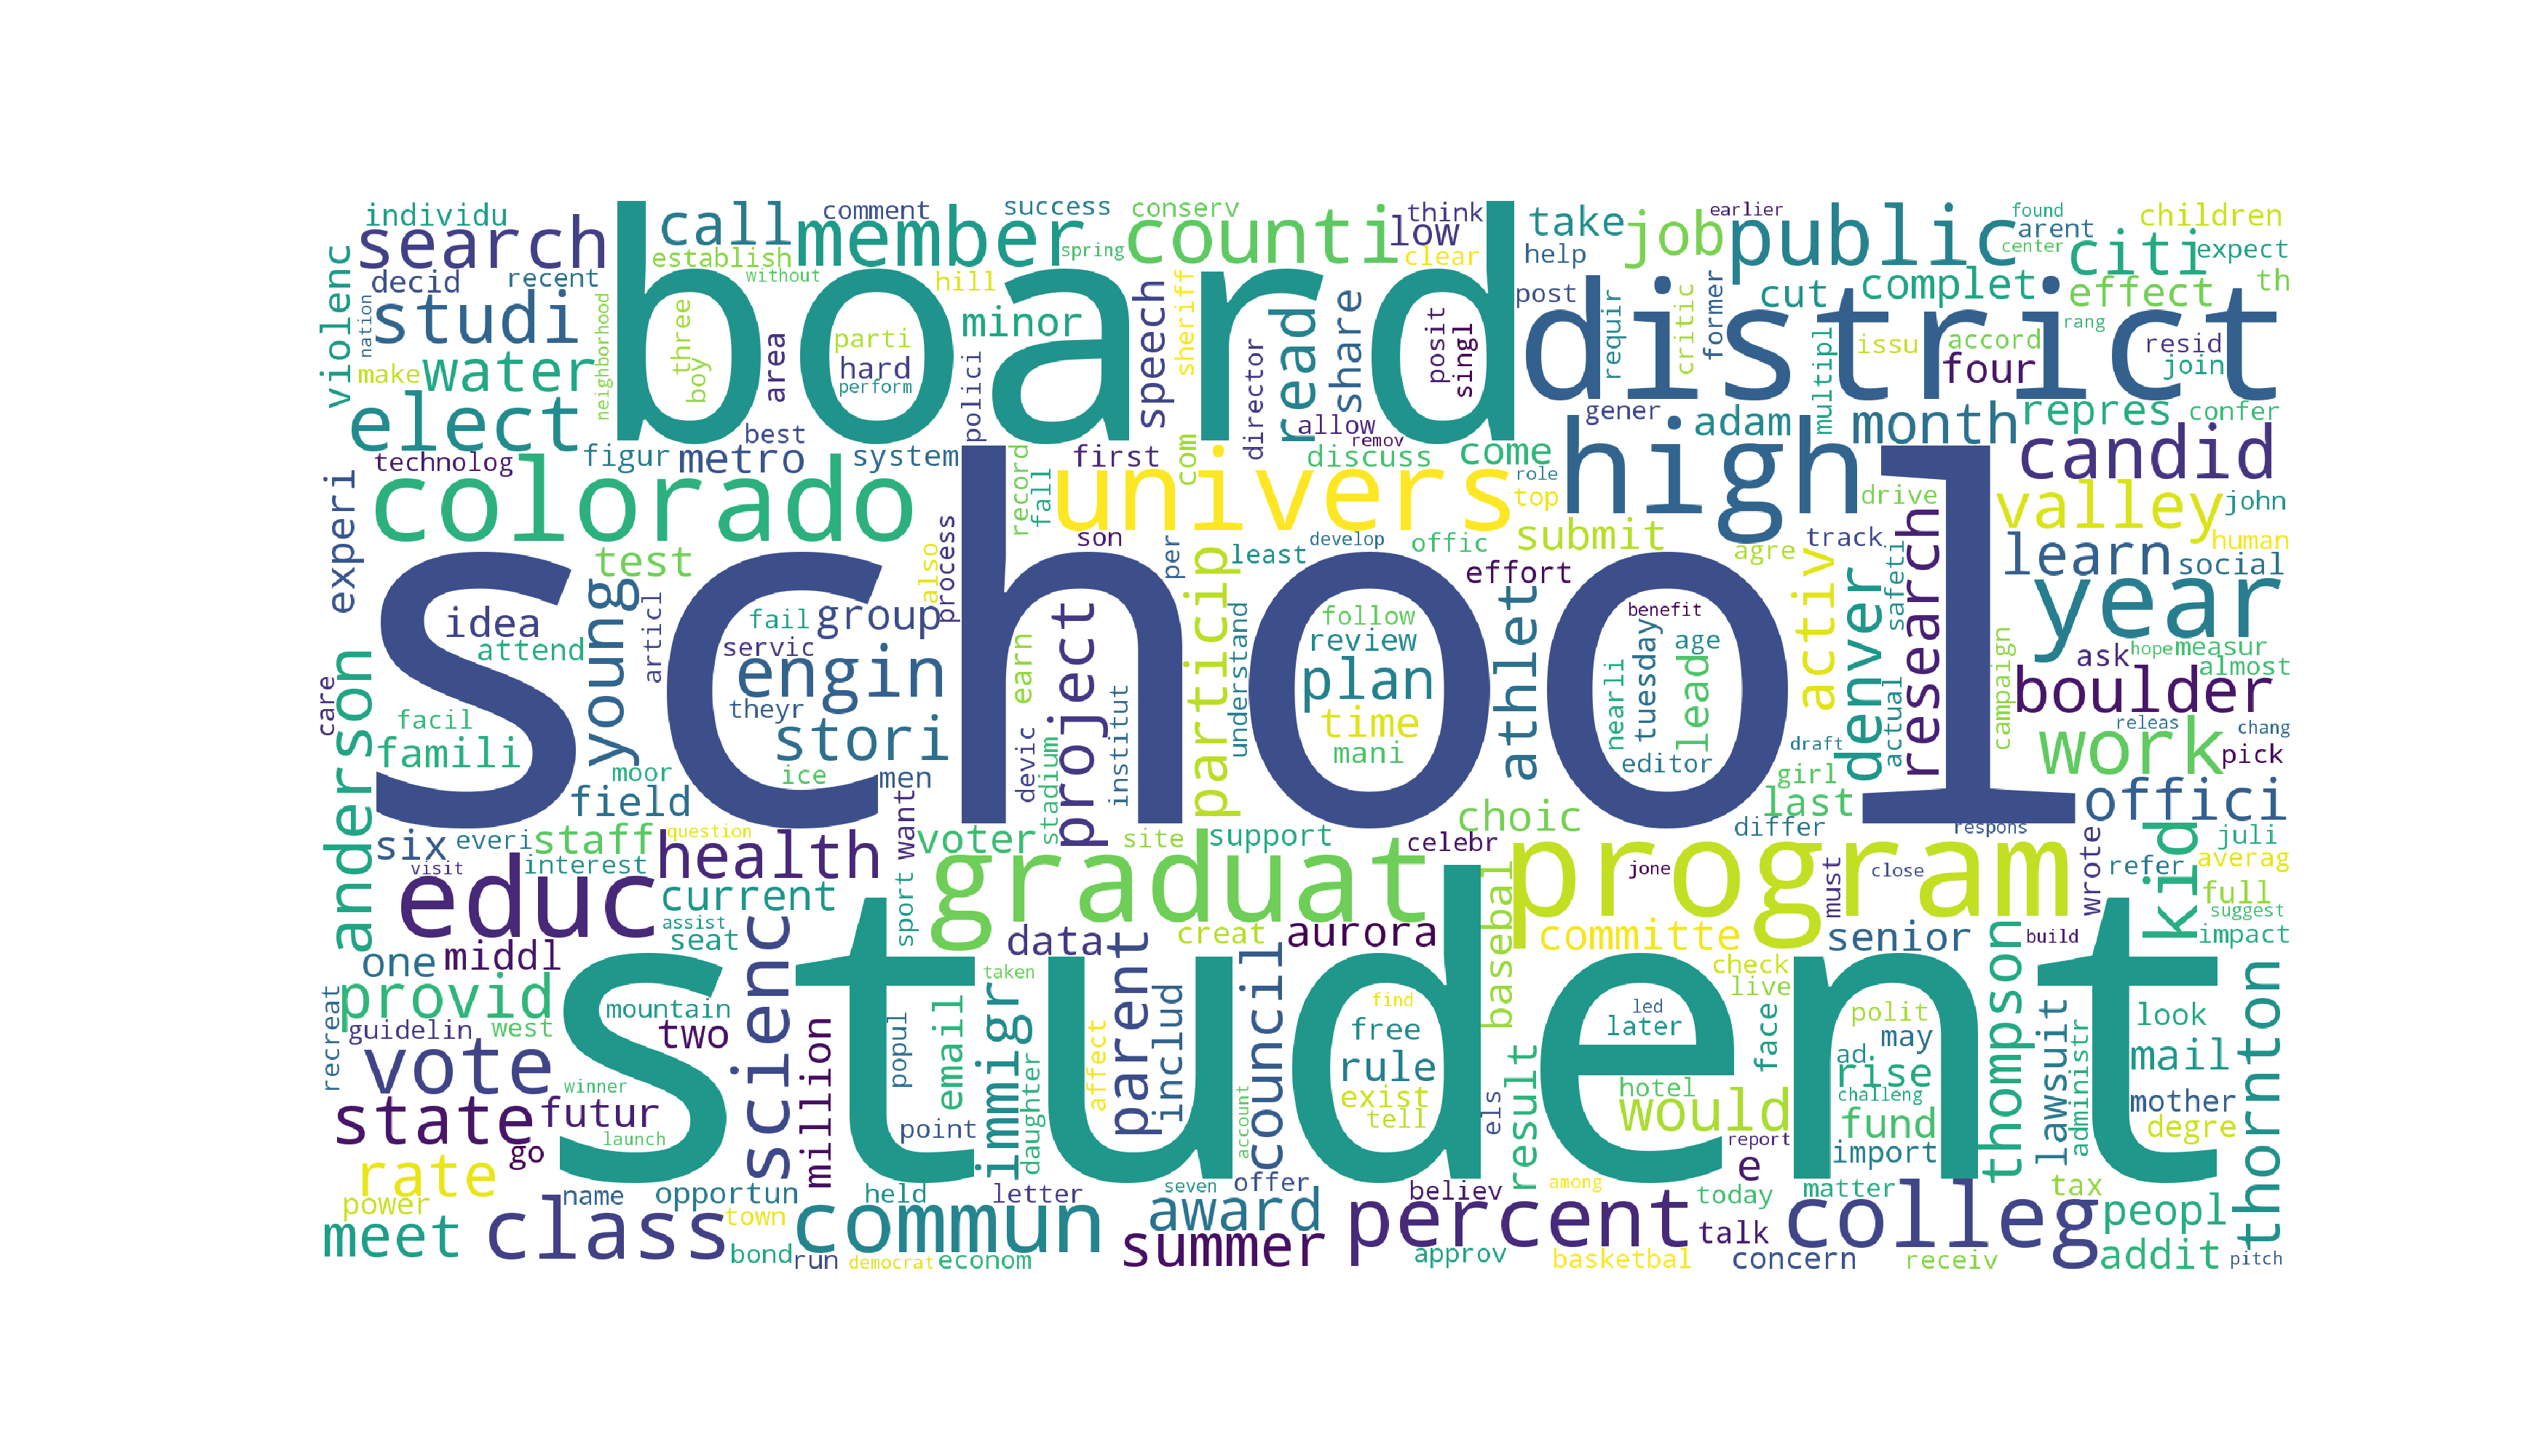 individu
search
call
member
comment
success
conserv
counti
think
low
take
job
earlier
public
found
arent
children
center
citi
expect
violenc
decid
recent
establish
without
spring
hill
clear
help
nation
studi
neighborhood
three
boy
area
parti
hard
perform
polici
minor
speech
sheriff
director
read
share
board
posit
singl
post
requir
critic
former
cut
complet
effect
th
rang
multipl
issu
accord
four
resid
join
district
make
water
elect
best
allow
remov
gener
adam
month
repres
confer
technolog
figur
metro
system
first
com
discuss
come
role
top
high
candid
experi
colorado
record
fall
univers
drive
valley
john
test
also
process
son
per
least
develop
offic
submit
agre
track
human
learn
social
idea
attend
young
articl
fail
group
servic
engin
theyr
stori
earn
project
particip
understand
effort
follow
review
plan
time
mani
athlet
benefit
age
nearli
tuesday
lead
editor
activ
denver
safeti
actual
research
year
campaign
ask
hope
measur
almost
boulder
care
anderson
facil
famili
moor
ice
men
devic
stadium
institut
draft
girl
releas
chang
work
pick
school
field
last
offici
six
everi
staff
question
health
want
voter
site
support
celebr
choic
differ
respons
juli
visit
interest
current
sport
graduat
basebal
program
jone
close
must
wrote
refer
averag
kid
full
educ
assist
seat
data
creat
aurora
committe
senior
suggest
impact
one
middl
scienc
parent
council
check
live
thompson
build
provid
mountain
taken
find
led
recreat
guidelin
west
two
million
popul
email
immigr
affect
includ
free
rule
later
face
polit
may
lawsuit
look
mail
thornton
vote
winner
daughter
exist
tell
result
hotel
would
ad
rise
challeng
administr
mother
state
futur
launch
go
point
account
els
report
fund
import
degre
student
rate
name
opportun
held
letter
seven
offer
believ
among
e
today
matter
tax
power
meet
class
town
bond
run
commun
democrat
econom
award
summer
percent
approv
basketbal
talk
concern
colleg
receiv
peopl
addit
pitch